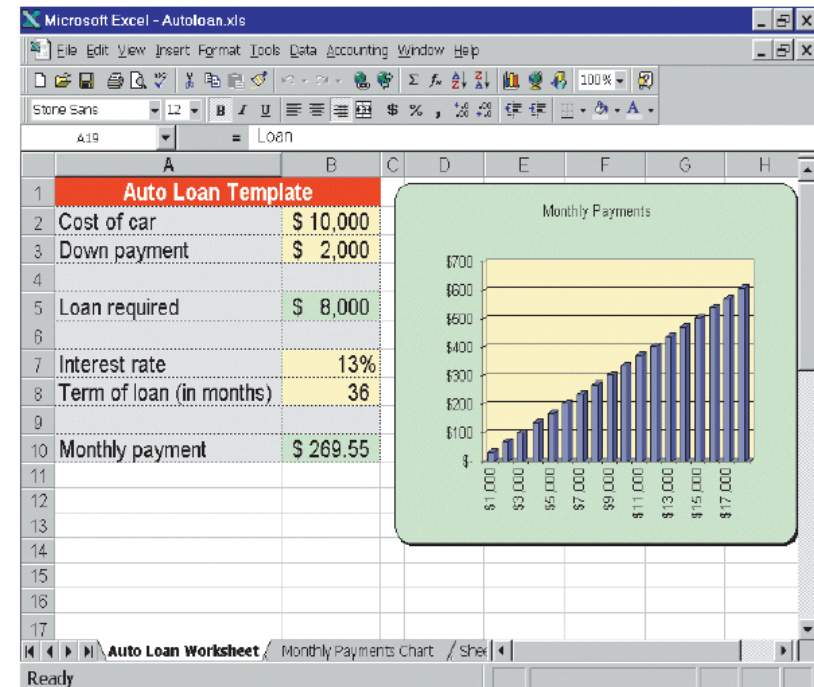 Microsoft Excel - Autoloan.xls
File Edit View Insert Format Tools Data Accounting Window Help
100%
Stone Sans 12 B I U $ % ,
A19 = Loan
A B C D E F G H
1 Auto Loan Template
2 Cost of car $ 10,000
3 Down payment $ 2,000
4
5 Loan required $ 8,000
6
7 Interest rate 13%
8 Term of loan (in months) 36
9
10 Monthly payment $ 269.55
11
12
13
14
15
16
17
Monthly Payments
$700
$600
$500
$400
$300
$200
$100
$-
$1,000 $3,000 $5,000 $7,000 $9,000 $11,000 $13,000 $15,000 $17,000
Auto Loan Worksheet Monthly Payments Chart Shee
Ready